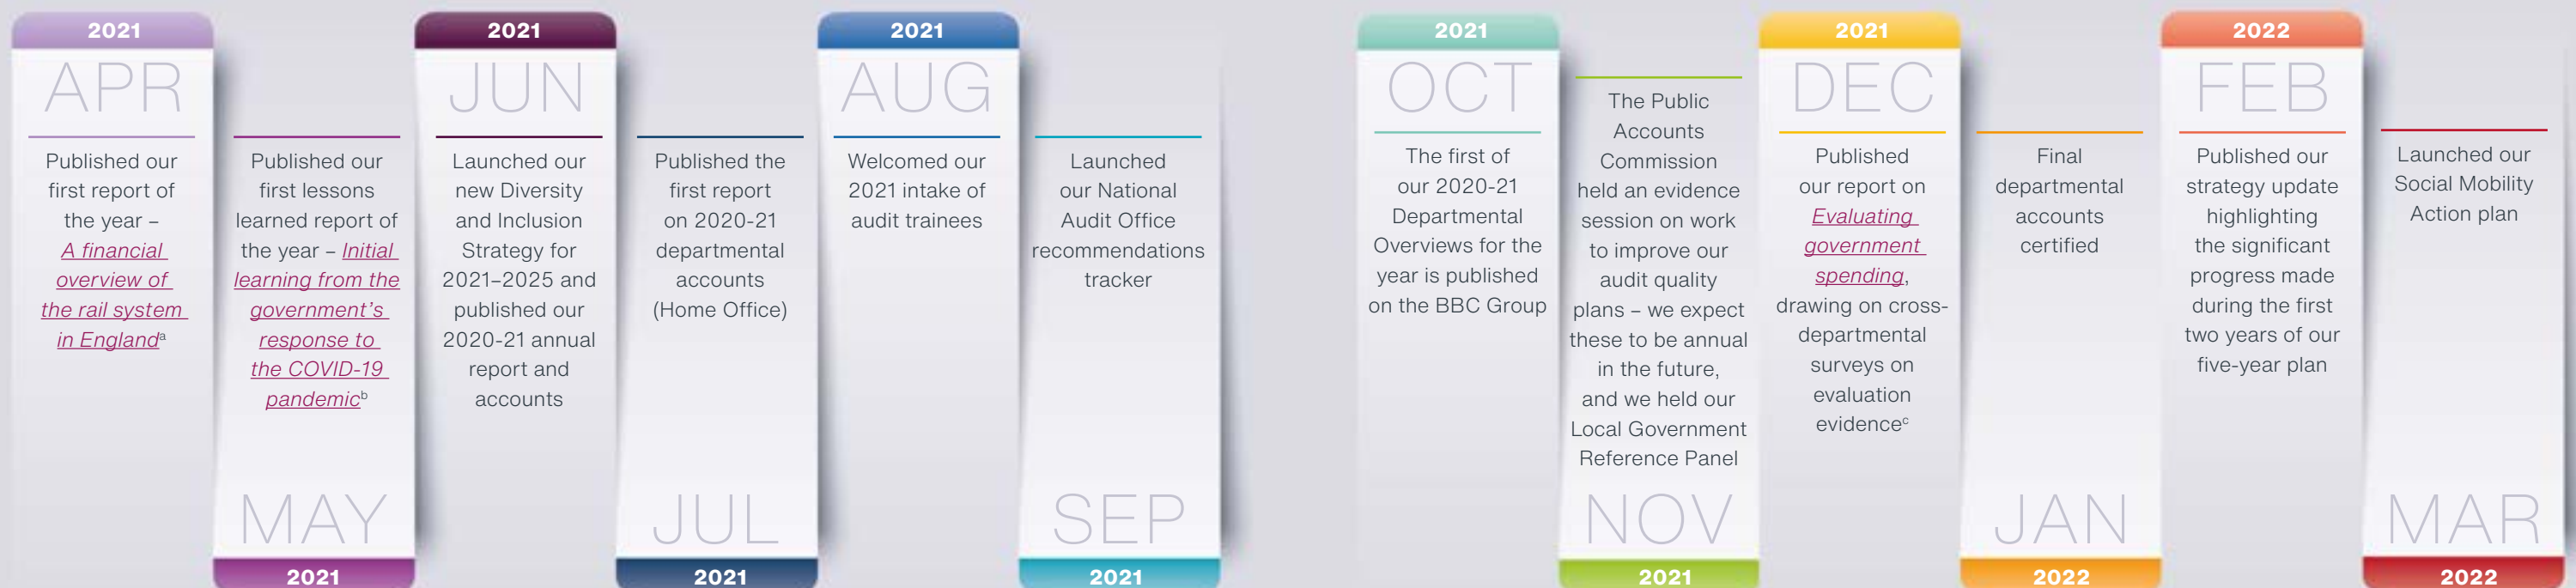 2021
APR
Published our
first report of
the year –
A financial
overview of
the rail system
in Englandᵃ
Published our
first lessons
learned report of
the year – Initial
learning from the
government's
response to
the COVID-19
pandemicᵇ
MAY
2021
2021
JUN
Launched our
new Diversity
and Inclusion
Strategy for
2021–2025 and
published our
2020-21 annual
report and
accounts
Published the
first report
on 2020-21
departmental
accounts
(Home Office)
JUL
2021
2021
AUG
Welcomed our
2021 intake of
audit trainees
Launched
our National
Audit Office
recommendations
tracker
SEP
2021
2021
OCT
The first of
our 2020-21
Departmental
Overviews for the
year is published
on the BBC Group
The Public
Accounts
Commission
held an evidence
session on work
to improve our
audit quality
plans – we expect
these to be annual
in the future,
and we held our
Local Government
Reference Panel
NOV
2021
2021
DEC
Published
our report on
Evaluating
government
spending,
drawing on cross-
departmental
surveys on
evaluation
evidenceᶜ
Final
departmental
accounts
certified
JAN
2022
2022
FEB
Published our
strategy update
highlighting
the significant
progress made
during the first
two years of our
five-year plan
Launched our
Social Mobility
Action plan
MAR
2022